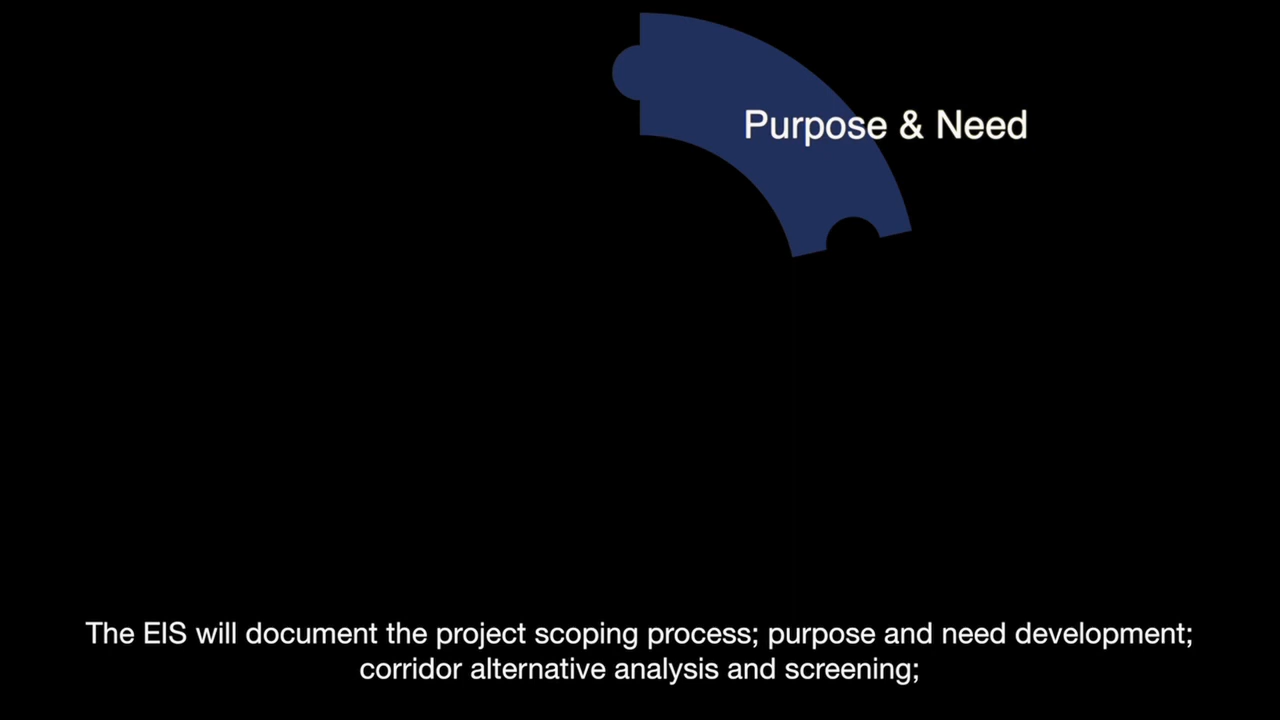 Purpose & Need
The EIS will document the project scoping process; purpose and need development;
corridor alternative analysis and screening;